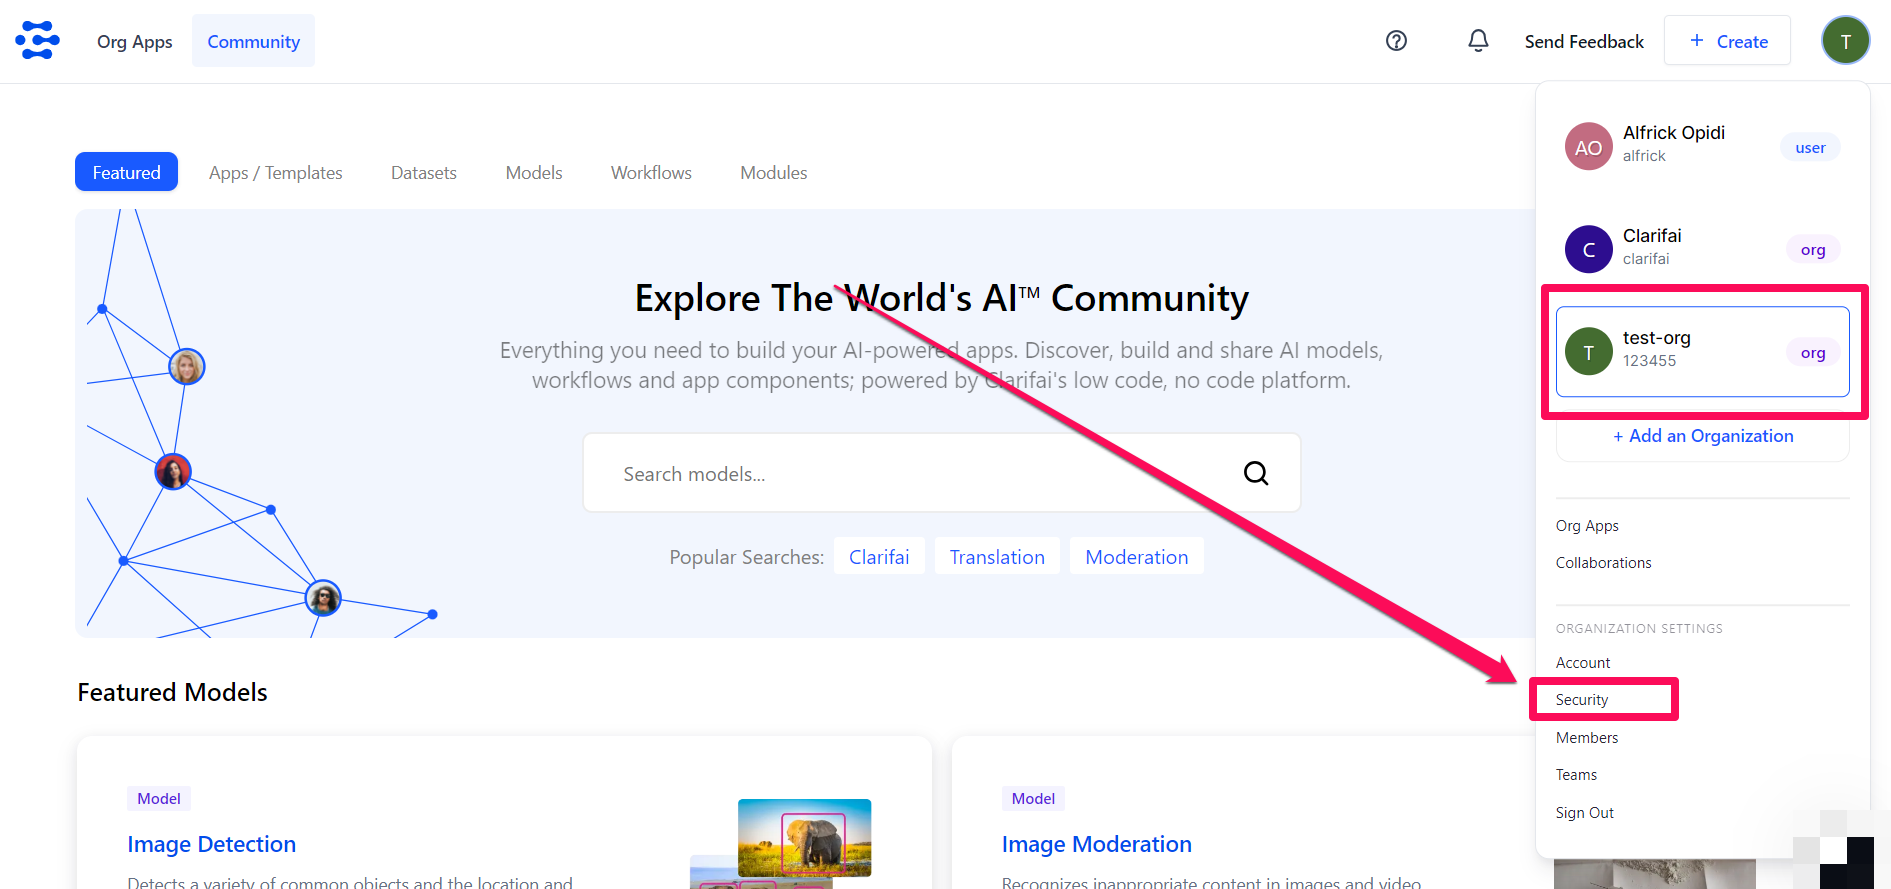 Org Apps
Community
Send Feedback
+ Create
T
Alfrick Opidi
AO
alfrick
user
Featured
Apps / Templates
Datasets
Models
Workflows
Modules
Clarifai
C
clarifai
org
Explore The World's AI™ Community
Everything you need to build your AI-powered apps. Discover, build and share AI models,
workflows and app components; powered by Clarifai's low code, no code platform.
test-org
T
123455
org
+ Add an Organization
Search models...
Org Apps
Popular Searches:
Clarifai
Translation
Moderation
Collaborations
ORGANIZATION SETTINGS
Account
Security
Members
Teams
Sign Out
Featured Models
Model
Image Detection
Detects a variety of common objects and the location and
Model
Image Moderation
Recognizes inappropriate content in images and video